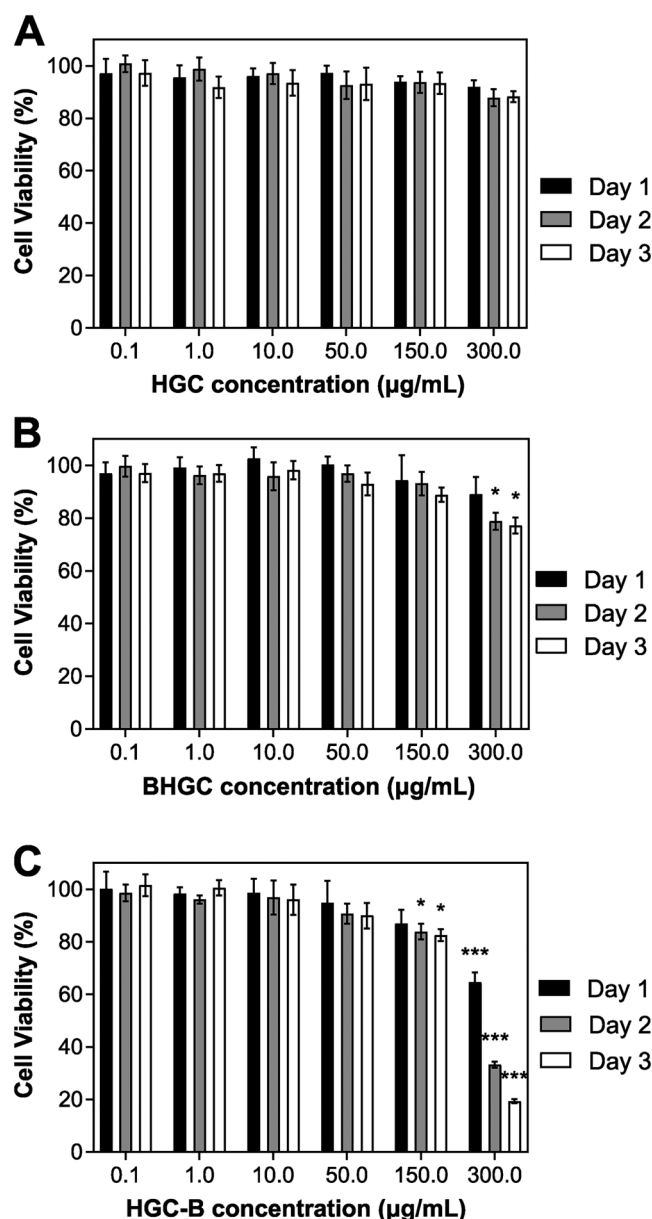 A
Cell Viability (%)
100
80
60
40
20
0
0.1 1.0 10.0 50.0 150.0 300.0
HGC concentration (µg/mL)
Day 1
Day 2
Day 3
B
Cell Viability (%)
100
80
60
40
20
0
* *
0.1 1.0 10.0 50.0 150.0 300.0
BHGC concentration (µg/mL)
Day 1
Day 2
Day 3
C
Cell Viability (%)
100
80
60
40
20
0
* *
***
***
***
0.1 1.0 10.0 50.0 150.0 300.0
HGC-B concentration (µg/mL)
Day 1
Day 2
Day 3